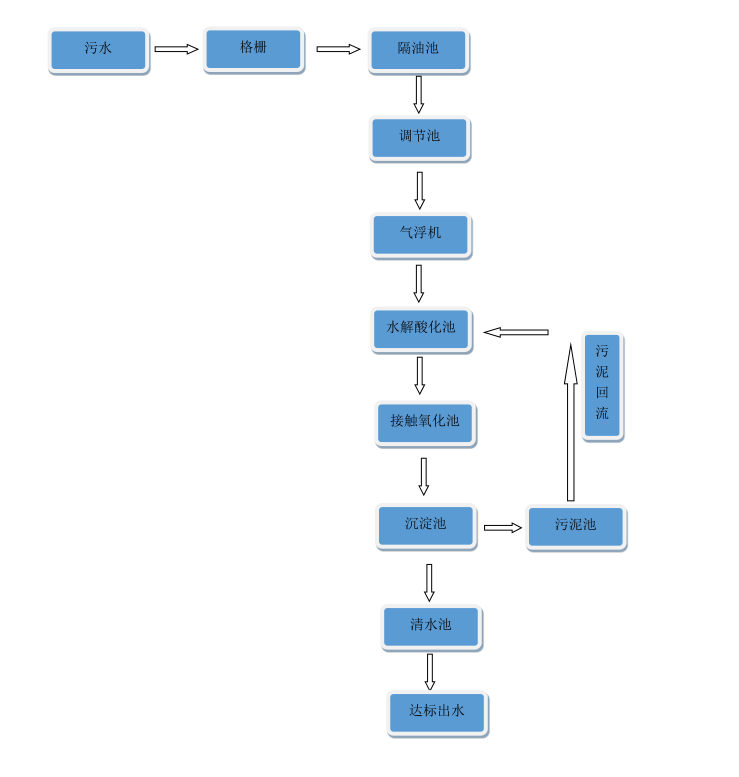 污水
格栅
隔油池
调节池
气浮机
水解酸化池
污
泥
回
流
接触氧化池
沉淀池
污泥池
清水池
达标出水